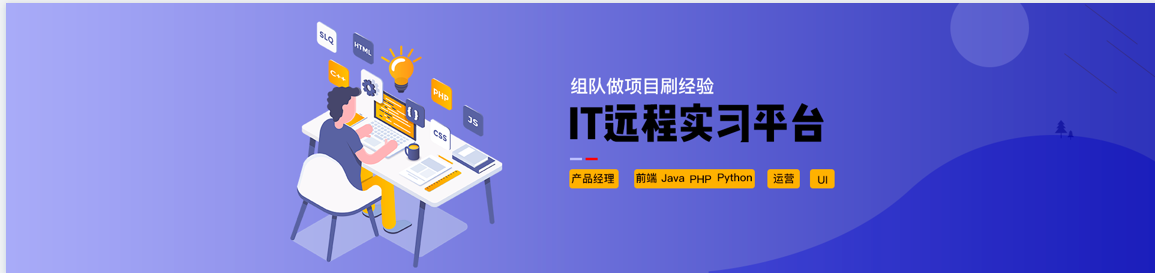 SLQ
HTML
C++
PHP
{ }
JS
CSS
组队做项目刷经验
IT远程实习平台
产品经理 前端 Java PHP Python 运营 UI